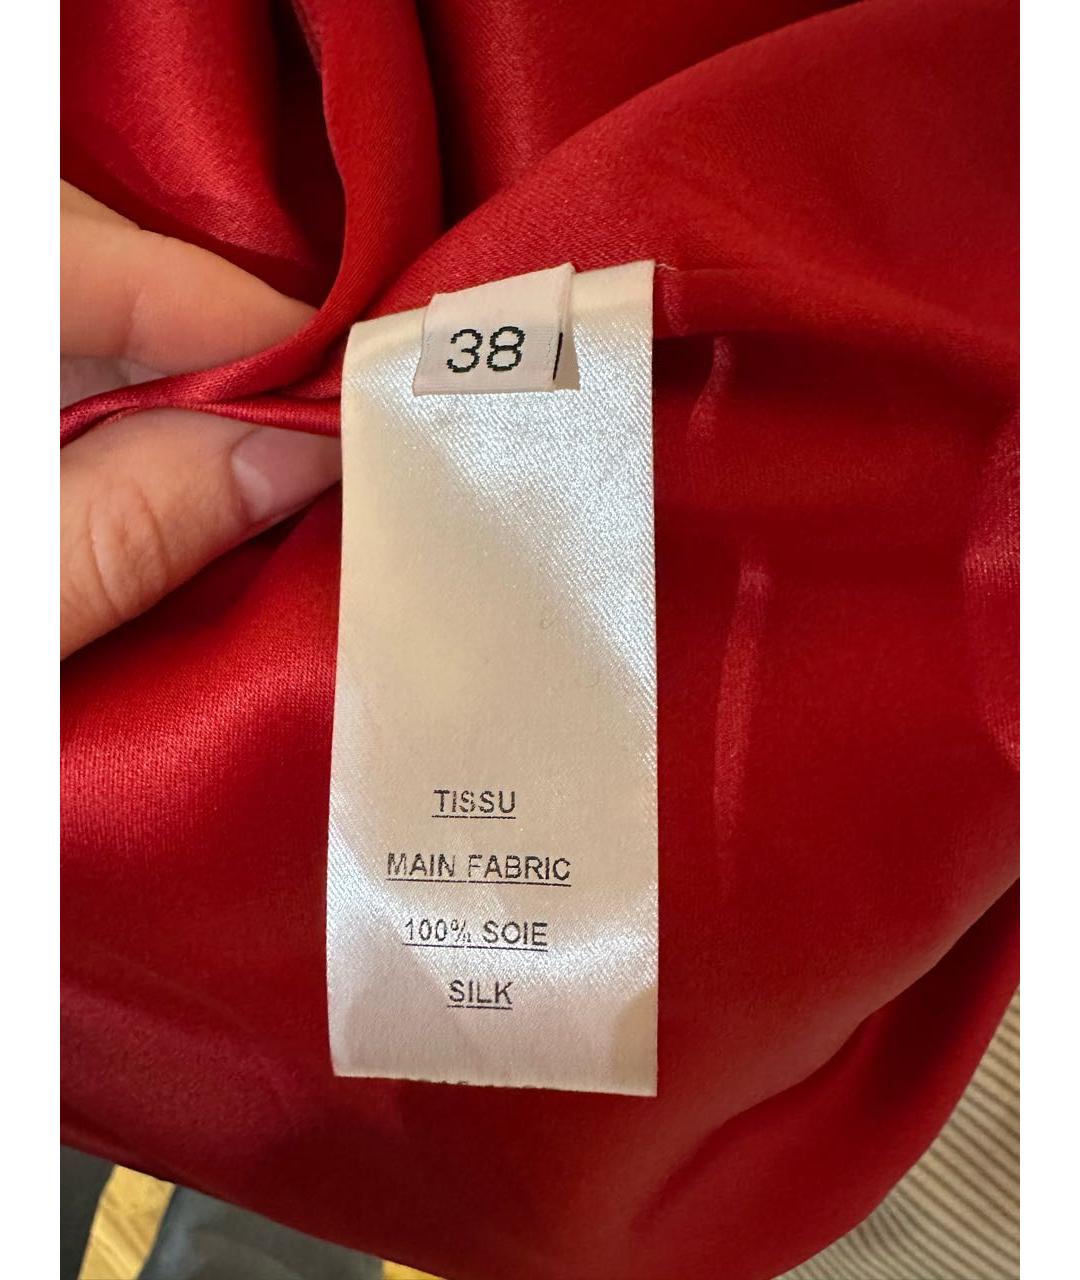 38
TISSU
MAIN FABRIC
100% SOIE
SILK